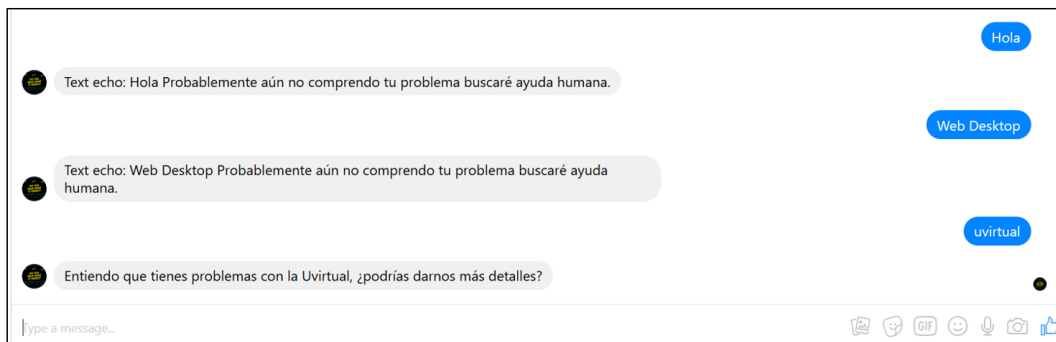 Hola
Text echo: Hola Probablemente aún no comprendo tu problema buscaré ayuda humana.
Web Desktop
Text echo: Web Desktop Probablemente aún no comprendo tu problema buscaré ayuda
humana.
uvirtual
Entiendo que tienes problemas con la Uvirtual, ¿podrías darnos más detalles?
Type a message...
GIF